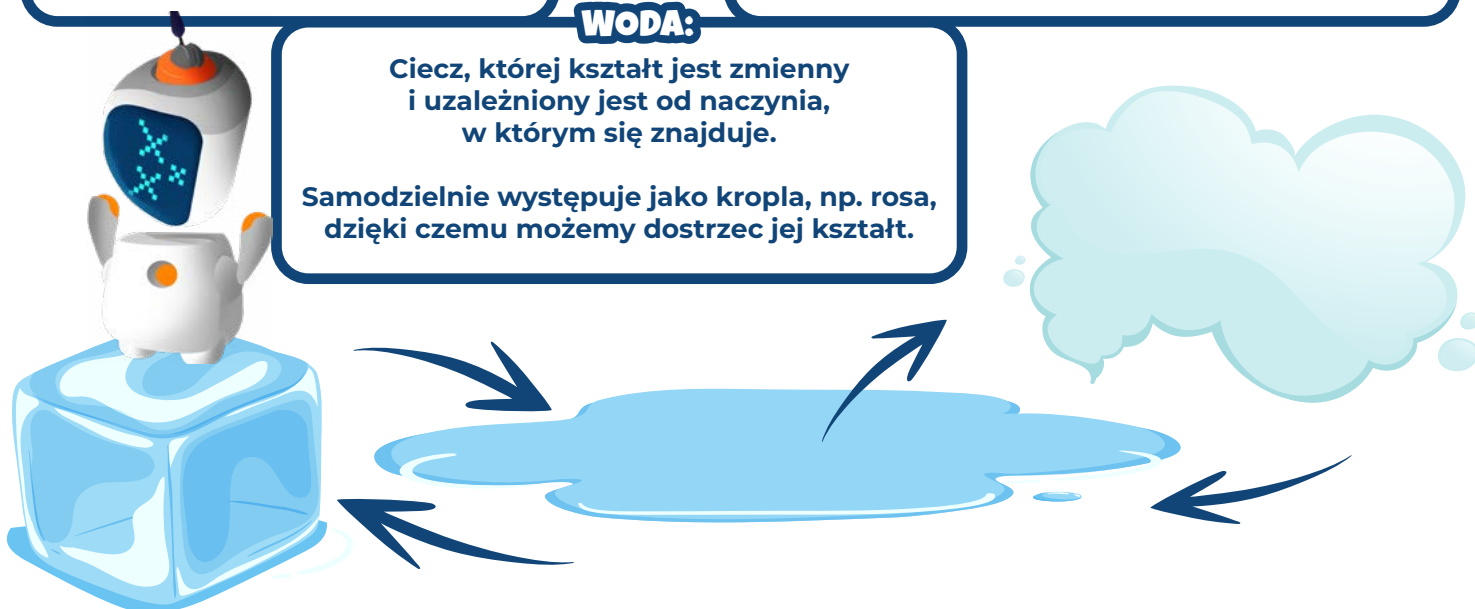 WODA:
Ciecz, której kształt jest zmienny
i uzależniony jest od naczynia,
w którym się znajduje.
Samodzielnie występuje jako kropla, np. rosa,
dzięki czemu możemy dostrzec jej kształt.